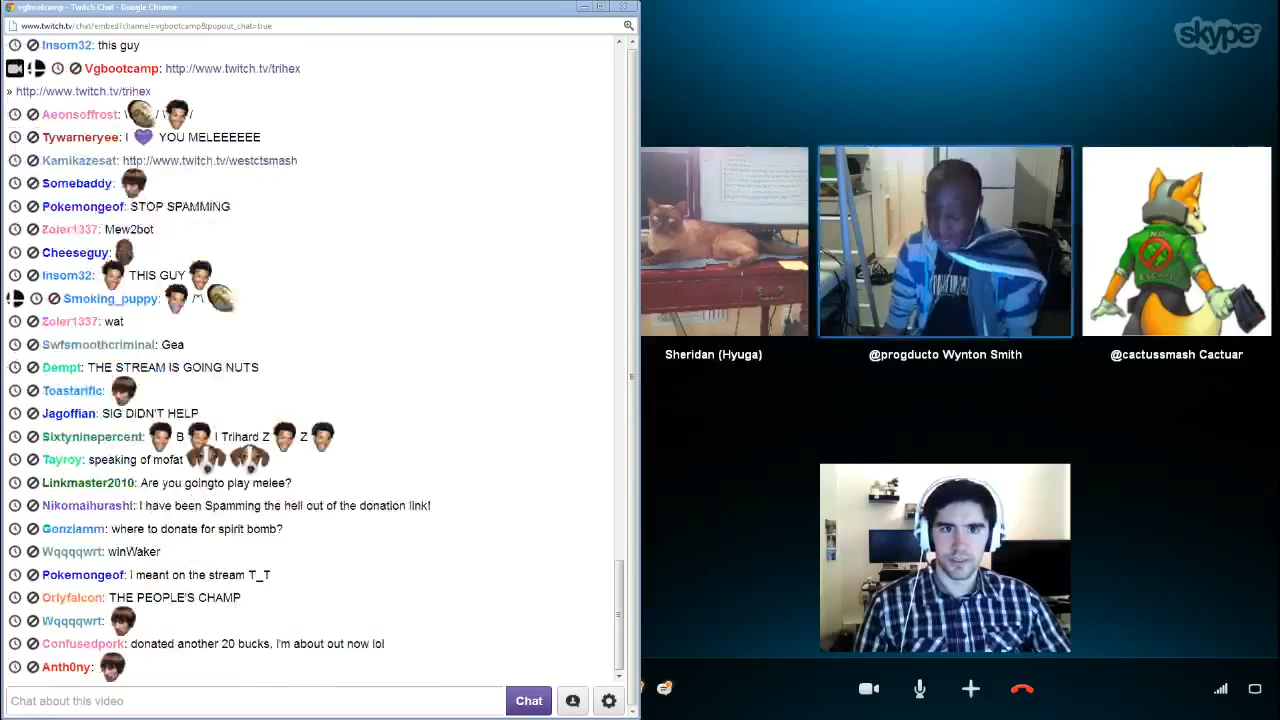 vgbootcamp - Twitch Chat - Google Chrome
www.twitch.tv/chat/embed?channel=vgbootcamp&popout_chat=true
Insom32: this guy
Vgbootcamp: http://www.twitch.tv/trihex
» http://www.twitch.tv/trihex
Aeonsoffrost: \ / \ /
Tywarneryee: I YOU MELEEEEEE
Kamikazesat: http://www.twitch.tv/westctsmash
Somebaddy:
Pokemongeof: STOP SPAMMING
Zoler1337: Mew2bot
Cheeseguy:
Insom32: THIS GUY
Smoking_puppy: /*\
Zoler1337: wat
Swfsmoothcriminal: Gea
Dempt: THE STREAM IS GOING NUTS
Toastarific:
Jagoffian: SIG DIDN'T HELP
Sixtyninepercent: B I Trihard Z Z
Tayroy: speaking of mofat
Linkmaster2010: Are you goingto play melee?
Nikomaihurashi: I have been Spamming the hell out of the donation link!
Gonziamm: where to donate for spirit bomb?
Wqqqqwrt: winWaker
Pokemongeof: I meant on the stream T_T
Orlyfalcon: THE PEOPLE'S CHAMP
Wqqqqwrt:
Confusedpork: donated another 20 bucks, I'm about out now lol
Anth0ny:
Chat about this video
Chat
skype
NO
Sheridan (Hyuga)
@progducto Wynton Smith
@cactussmash Cactuar